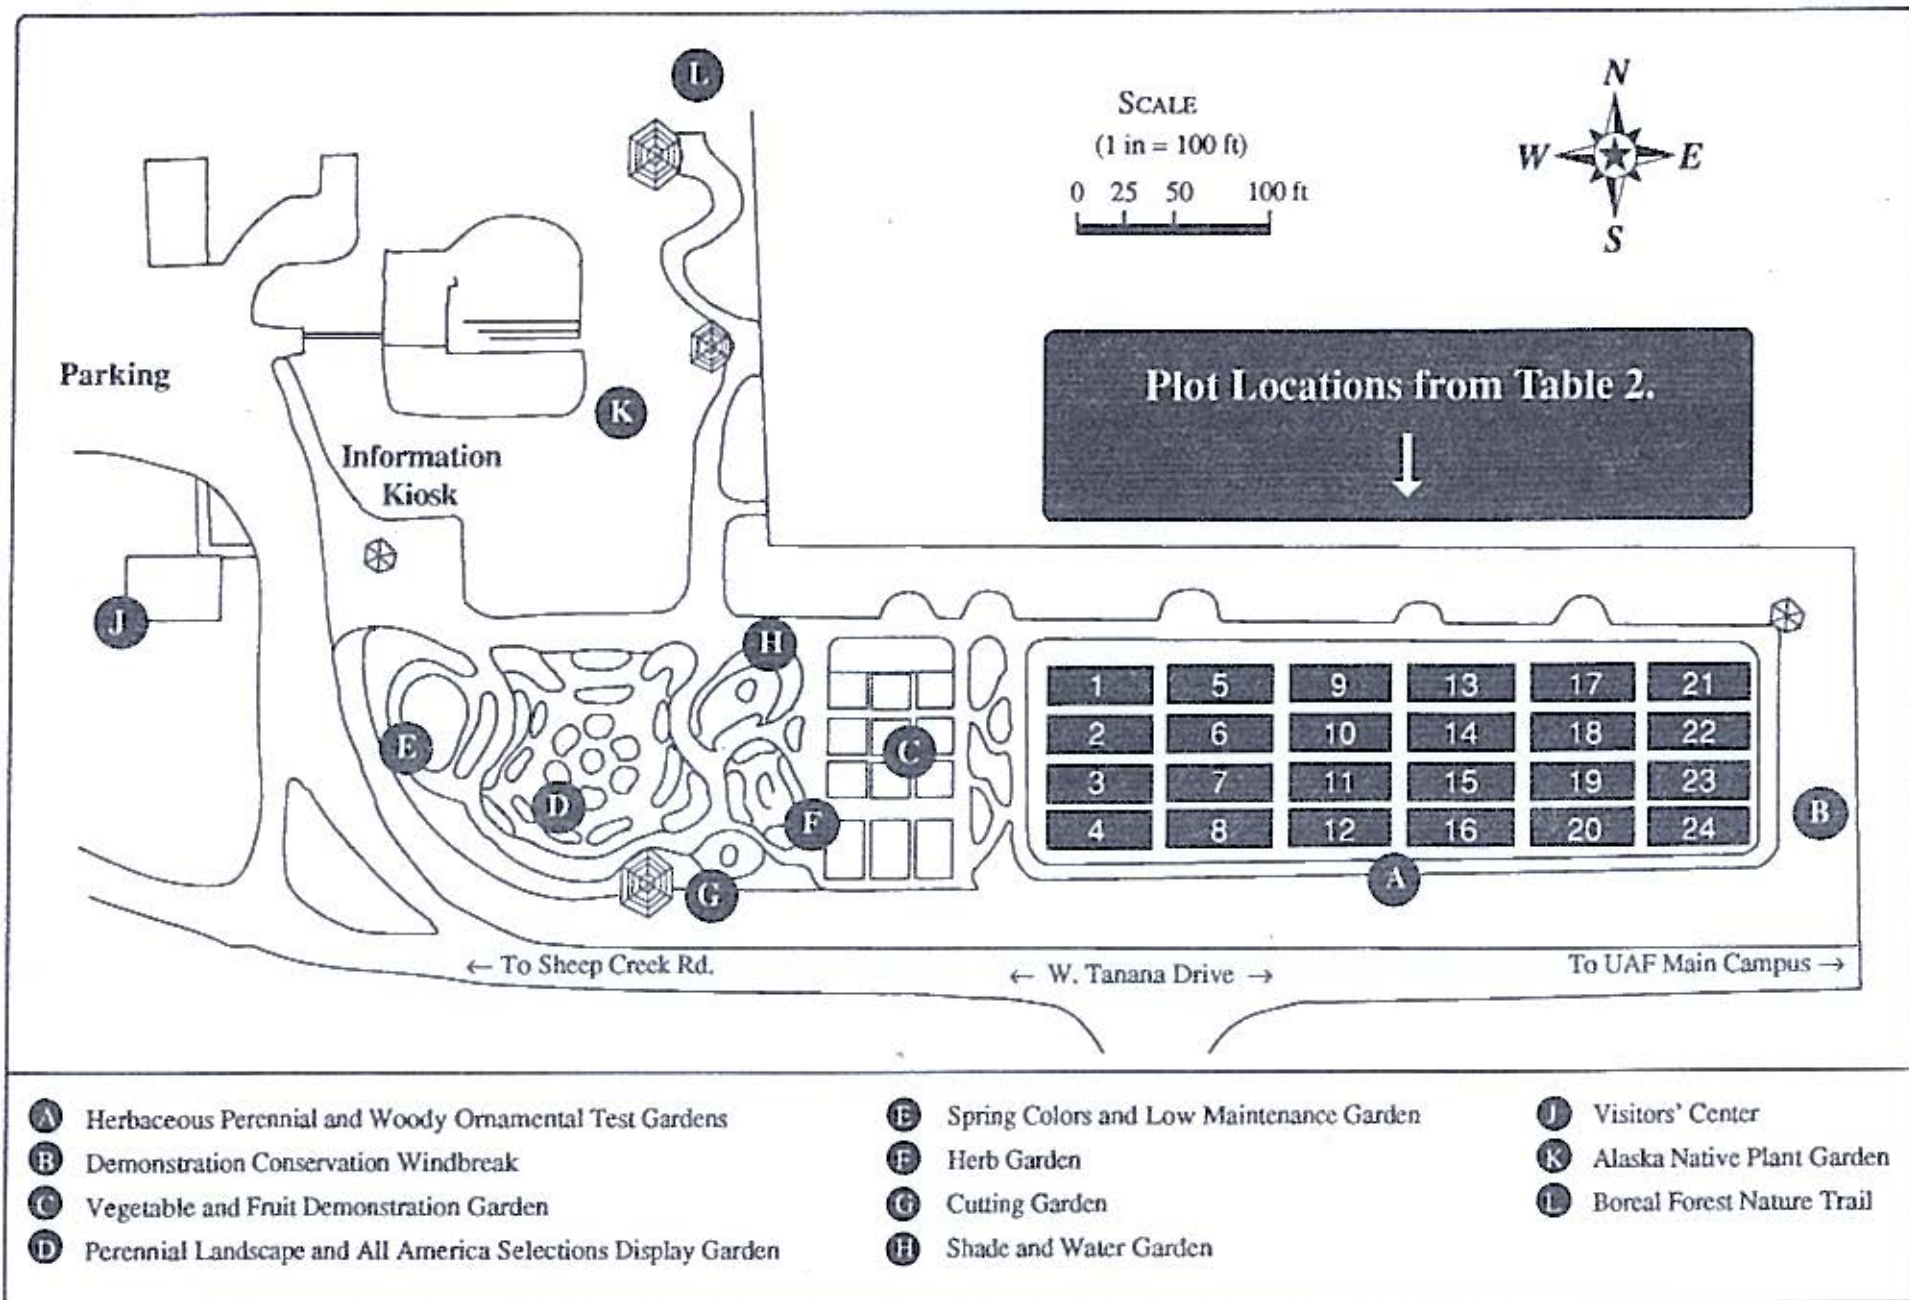 L
SCALE
(1 in = 100 ft)
0 25 50 100 ft
N
W E
S
Parking
Plot Locations from Table 2.
↓
K
Information
Kiosk
J
H
1 5 9 13 17 21
2 6 10 14 18 22
E
C
3 7 11 15 19 23
D
F
B
4 8 12 16 20 24
G
A
← To Sheep Creek Rd.
← W. Tanana Drive →
To UAF Main Campus →
A Herbaceous Perennial and Woody Ornamental Test Gardens
B Demonstration Conservation Windbreak
C Vegetable and Fruit Demonstration Garden
D Perennial Landscape and All America Selections Display Garden
E Spring Colors and Low Maintenance Garden
F Herb Garden
G Cutting Garden
H Shade and Water Garden
J Visitors' Center
K Alaska Native Plant Garden
L Boreal Forest Nature Trail